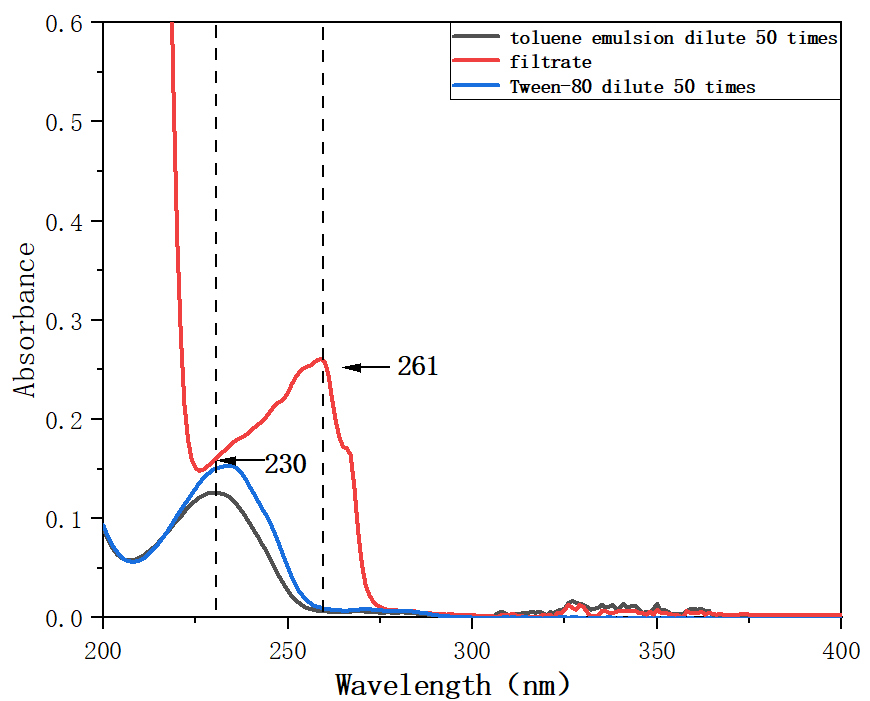 0.6
0.5
0.4
0.3
0.2
0.1
0.0
Absorbance
toluene emulsion dilute 50 times
filtrate
Tween-80 dilute 50 times
261
230
200
250
300
350
400
Wavelength（nm）